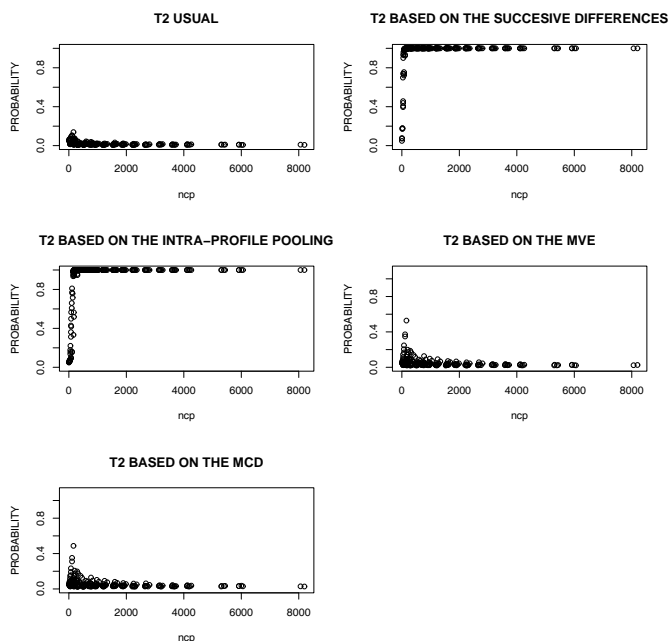 T2 USUAL
PROBABILITY
0.0 0.4 0.8
0 2000 4000 6000 8000
ncp
T2 BASED ON THE SUCCESIVE DIFFERENCES
PROBABILITY
0.0 0.4 0.8
0 2000 4000 6000 8000
ncp
T2 BASED ON THE INTRA−PROFILE POOLING
PROBABILITY
0.0 0.4 0.8
0 2000 4000 6000 8000
ncp
T2 BASED ON THE MVE
PROBABILITY
0.0 0.4 0.8
0 2000 4000 6000 8000
ncp
T2 BASED ON THE MCD
PROBABILITY
0.0 0.4 0.8
0 2000 4000 6000 8000
ncp